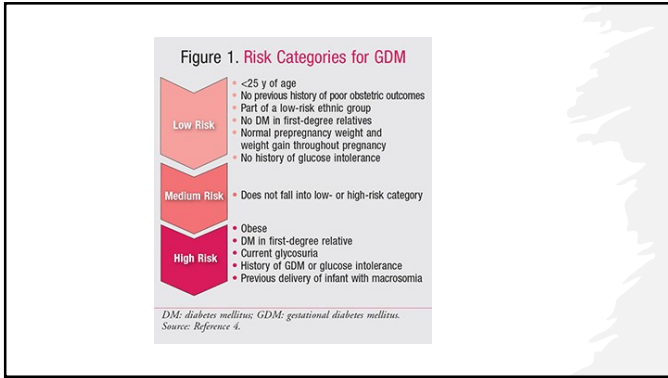 Figure 1. Risk Categories for GDM
Low Risk
• <25 y of age
• No previous history of poor obstetric outcomes
• Part of a low-risk ethnic group
• No DM in first-degree relatives
• Normal prepregnancy weight and
weight gain throughout pregnancy
• No history of glucose intolerance
Medium Risk
• Does not fall into low- or high-risk category
High Risk
• Obese
• DM in first-degree relative
• Current glycosuria
• History of GDM or glucose intolerance
• Previous delivery of infant with macrosomia
DM: diabetes mellitus; GDM: gestational diabetes mellitus.
Source: Reference 4.